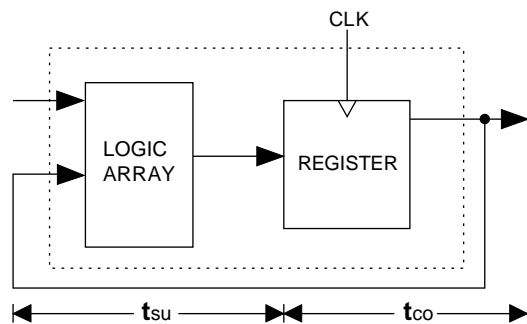 CLK
LOGIC
ARRAY
REGISTER
tsu
tco